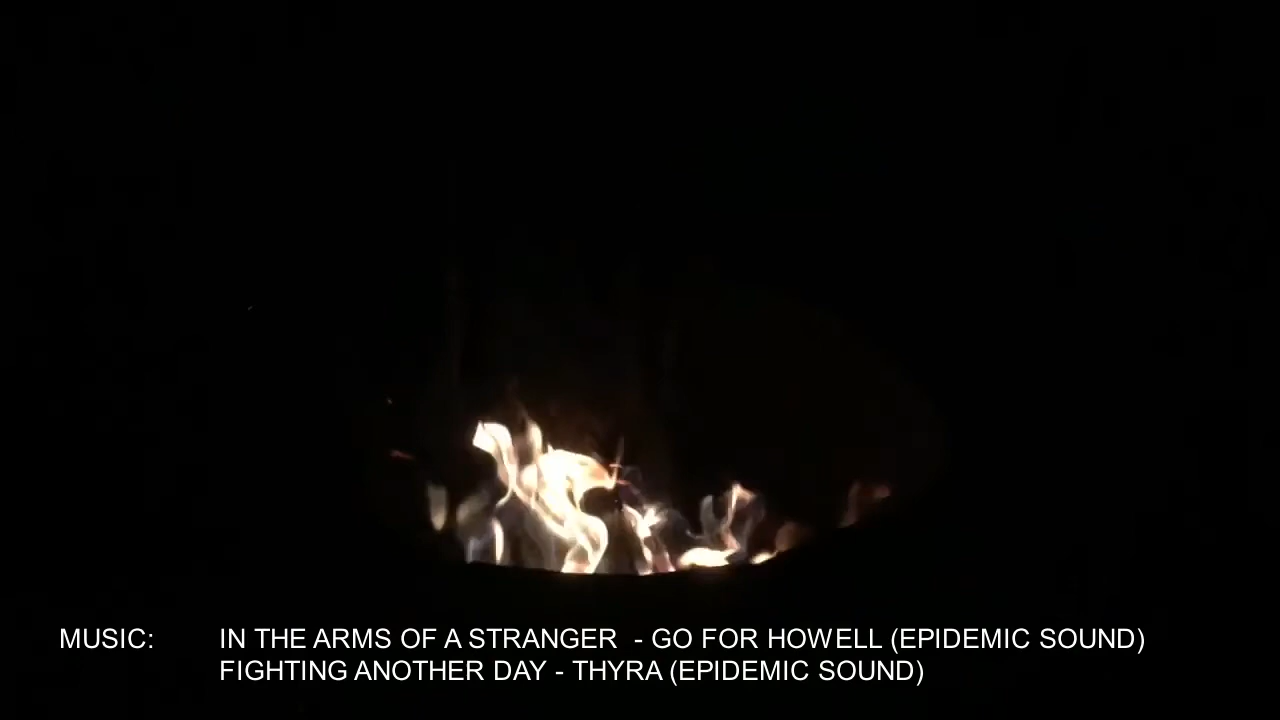 MUSIC: IN THE ARMS OF A STRANGER - GO FOR HOWELL (EPIDEMIC SOUND)
FIGHTING ANOTHER DAY - THYRA (EPIDEMIC SOUND)